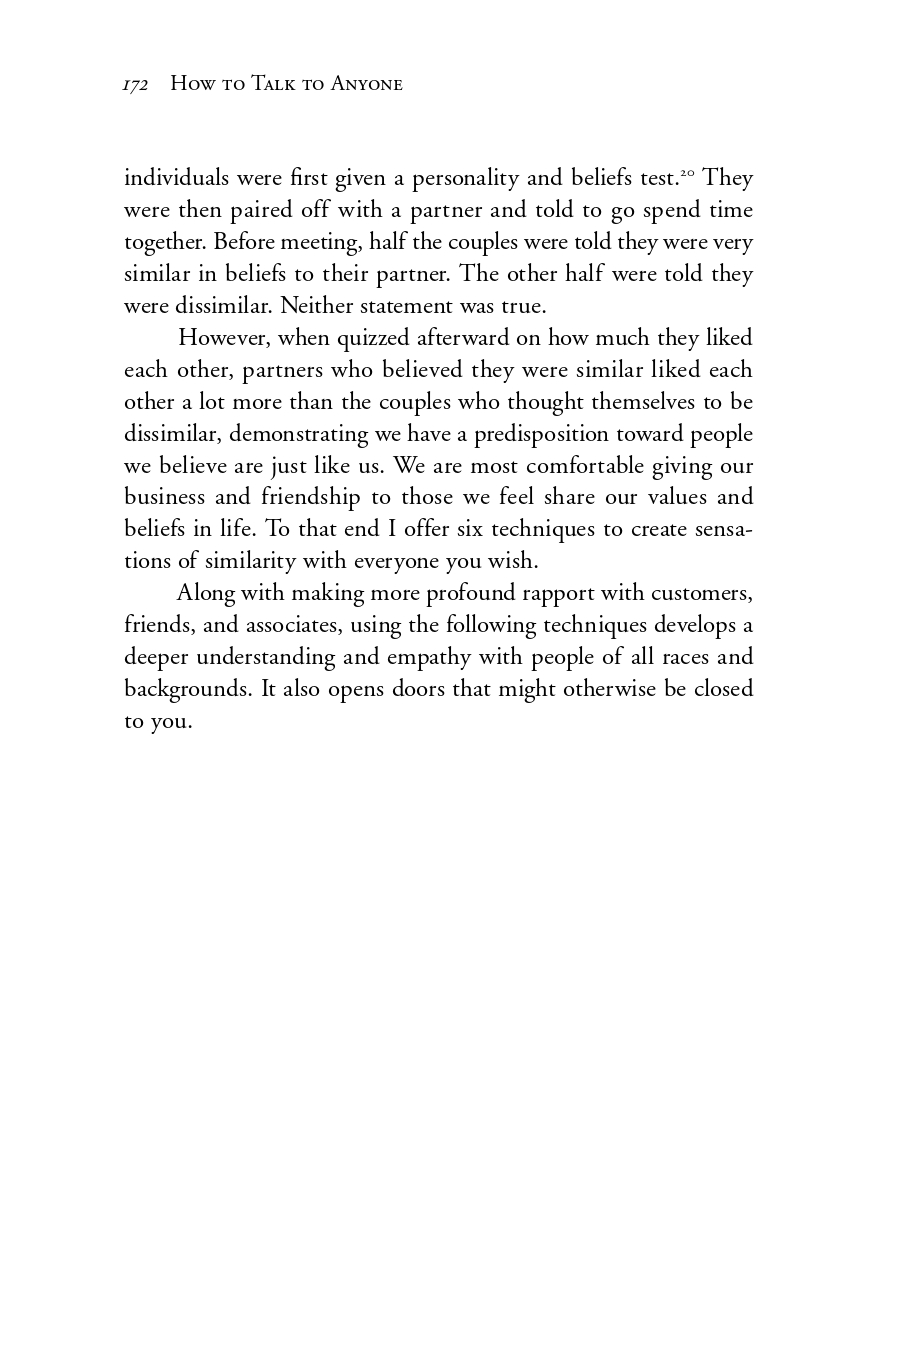 172 How to Talk to Anyone
individuals were first given a personality and beliefs test.20 They
were then paired off with a partner and told to go spend time
together. Before meeting, half the couples were told they were very
similar in beliefs to their partner. The other half were told they
were dissimilar. Neither statement was true.
However, when quizzed afterward on how much they liked
each other, partners who believed they were similar liked each
other a lot more than the couples who thought themselves to be
dissimilar, demonstrating we have a predisposition toward people
we believe are just like us. We are most comfortable giving our
business and friendship to those we feel share our values and
beliefs in life. To that end I offer six techniques to create sensa-
tions of similarity with everyone you wish.
Along with making more profound rapport with customers,
friends, and associates, using the following techniques develops a
deeper understanding and empathy with people of all races and
backgrounds. It also opens doors that might otherwise be closed
to you.